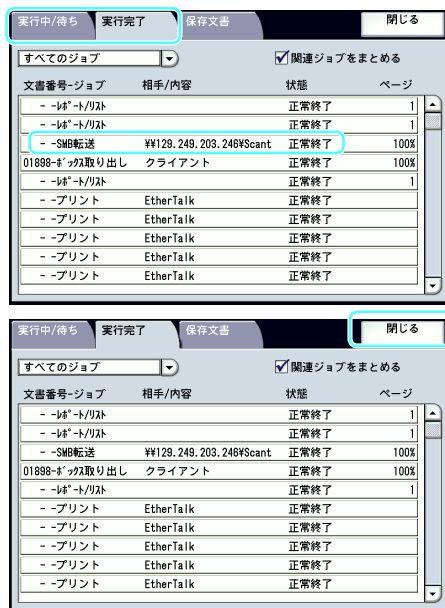 実行中/待ち 実行完了 保存文書 閉じる
すべてのジョブ 関連ジョブをまとめる
文書番号-ジョブ 相手/内容 状態 ページ
- -ﾚﾎﾟｰﾄ/ﾘｽﾄ 正常終了 1
- -ﾚﾎﾟｰﾄ/ﾘｽﾄ 正常終了 1
- -SMB転送 ¥¥129.249.203.246¥Scant 正常終了 100%
01898-ﾎﾞｯｸｽ取り出し クライアント 正常終了 100%
- -ﾚﾎﾟｰﾄ/ﾘｽﾄ 正常終了 1
- -プリント EtherTalk 正常終了
- -プリント EtherTalk 正常終了
- -プリント EtherTalk 正常終了
- -プリント EtherTalk 正常終了
- -プリント EtherTalk 正常終了
実行中/待ち 実行完了 保存文書 閉じる
すべてのジョブ 関連ジョブをまとめる
文書番号-ジョブ 相手/内容 状態 ページ
- -ﾚﾎﾟｰﾄ/ﾘｽﾄ 正常終了 1
- -ﾚﾎﾟｰﾄ/ﾘｽﾄ 正常終了 1
- -SMB転送 ¥¥129.249.203.246¥Scant 正常終了 100%
01898-ﾎﾞｯｸｽ取り出し クライアント 正常終了 100%
- -ﾚﾎﾟｰﾄ/ﾘｽﾄ 正常終了 1
- -プリント EtherTalk 正常終了
- -プリント EtherTalk 正常終了
- -プリント EtherTalk 正常終了
- -プリント EtherTalk 正常終了
- -プリント EtherTalk 正常終了